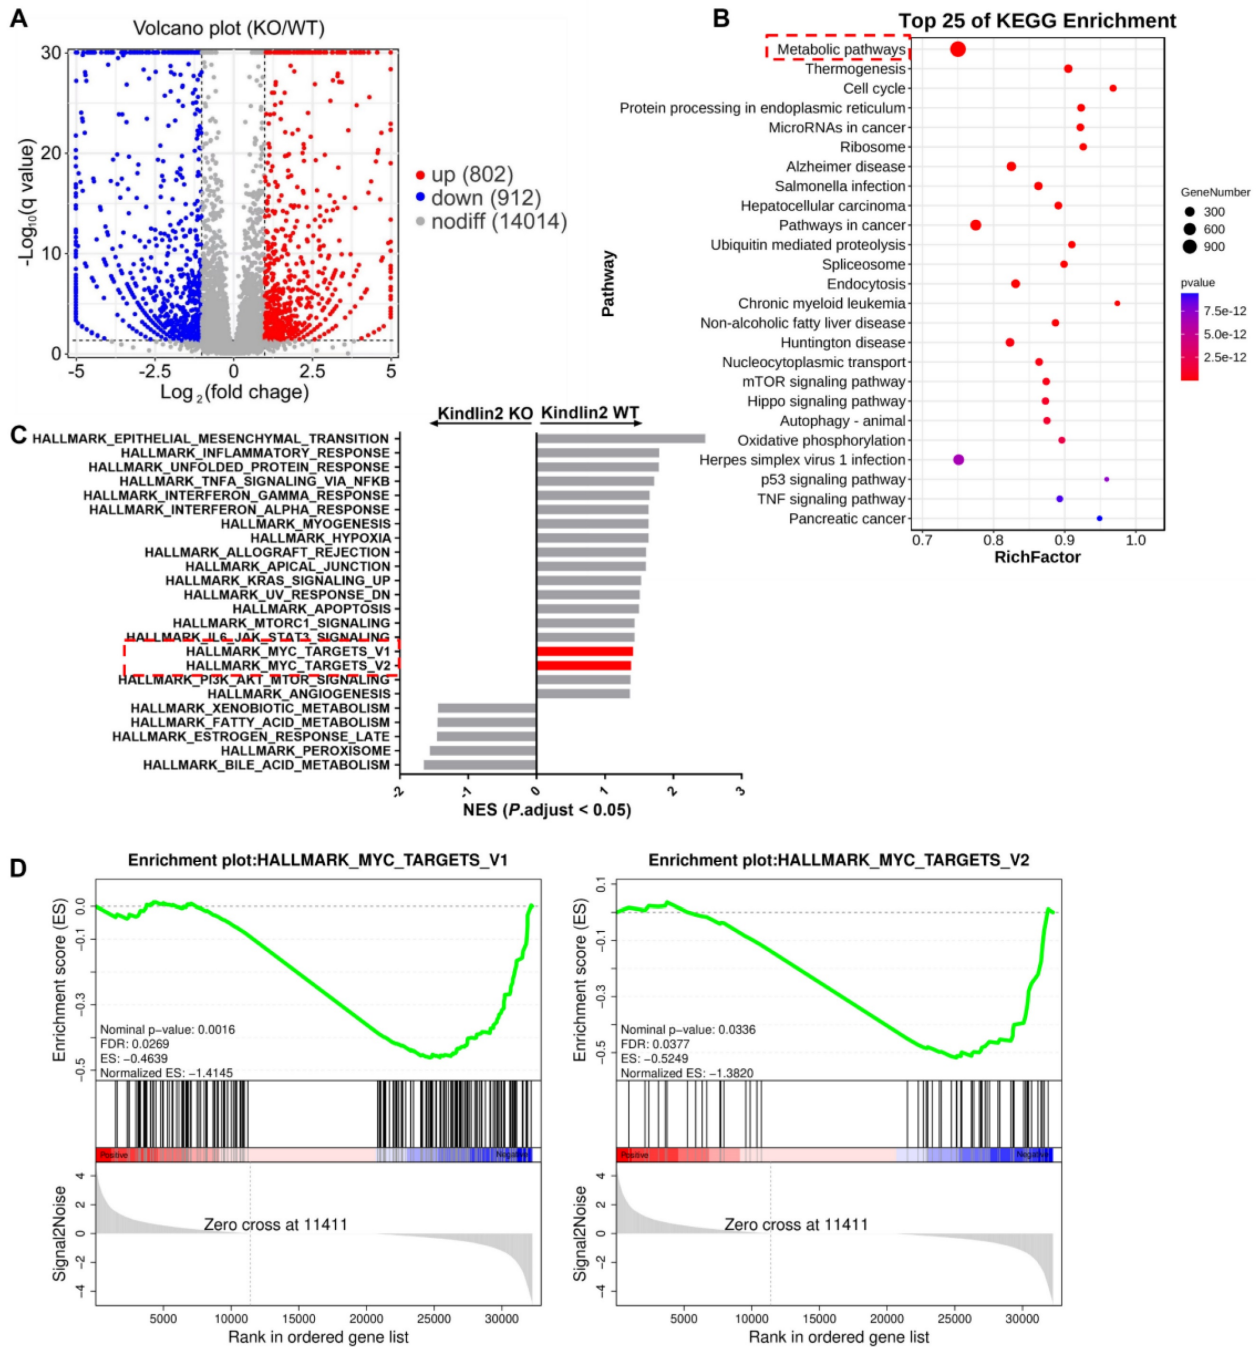 A
Volcano plot (KO/WT)
30
20
10
0
-Log10(q value)
-5
-2.5
0
2.5
5
Log2(fold chage)
up (802)
down (912)
nodiff (14014)
B
Top 25 of KEGG Enrichment
Pathway
Metabolic pathways
Thermogenesis
Cell cycle
Protein processing in endoplasmic reticulum
MicroRNAs in cancer
Ribosome
Alzheimer disease
Salmonella infection
Hepatocellular carcinoma
Pathways in cancer
Ubiquitin mediated proteolysis
Spliceosome
Endocytosis
Chronic myeloid leukemia
Non-alcoholic fatty liver disease
Huntington disease
Nucleocytoplasmic transport
mTOR signaling pathway
Hippo signaling pathway
Autophagy - animal
Oxidative phosphorylation
Herpes simplex virus 1 infection
p53 signaling pathway
TNF signaling pathway
Pancreatic cancer
0.7
0.8
0.9
1.0
RichFactor
GeneNumber
300
600
900
pvalue
7.5e-12
5.0e-12
2.5e-12
C
Kindlin2 KO
Kindlin2 WT
HALLMARK_EPITHELIAL_MESENCHYMAL_TRANSITION
HALLMARK_INFLAMMATORY_RESPONSE
HALLMARK_UNFOLDED_PROTEIN_RESPONSE
HALLMARK_TNFA_SIGNALING_VIA_NFKB
HALLMARK_INTERFERON_GAMMA_RESPONSE
HALLMARK_INTERFERON_ALPHA_RESPONSE
HALLMARK_MYOGENESIS
HALLMARK_HYPOXIA
HALLMARK_ALLOGRAFT_REJECTION
HALLMARK_APICAL_JUNCTION
HALLMARK_KRAS_SIGNALING_UP
HALLMARK_UV_RESPONSE_DN
HALLMARK_APOPTOSIS
HALLMARK_MTORC1_SIGNALING
HALLMARK_IL6_JAK_STAT3_SIGNALING
HALLMARK_MYC_TARGETS_V1
HALLMARK_MYC_TARGETS_V2
HALLMARK_PI3K_AKT_MTOR_SIGNALING
HALLMARK_ANGIOGENESIS
HALLMARK_XENOBIOTIC_METABOLISM
HALLMARK_FATTY_ACID_METABOLISM
HALLMARK_ESTROGEN_RESPONSE_LATE
HALLMARK_PEROXISOME
HALLMARK_BILE_ACID_METABOLISM
-2
-1
0
1
2
3
NES (P.adjust < 0.05)
D
Enrichment plot:HALLMARK_MYC_TARGETS_V1
Enrichment score (ES)
0.0
-0.1
-0.3
-0.5
Nominal p-value: 0.0016
FDR: 0.0269
ES: -0.4639
Normalized ES: -1.4145
Positive
Negative
Signal2Noise
4
2
0
-2
-4
Zero cross at 11411
5000
10000
15000
20000
25000
30000
Rank in ordered gene list
Enrichment plot:HALLMARK_MYC_TARGETS_V2
Enrichment score (ES)
0.1
-0.1
-0.3
-0.5
Nominal p-value: 0.0336
FDR: 0.0377
ES: -0.5249
Normalized ES: -1.3820
Positive
Negative
Signal2Noise
4
2
0
-2
-4
Zero cross at 11411
5000
10000
15000
20000
25000
30000
Rank in ordered gene list